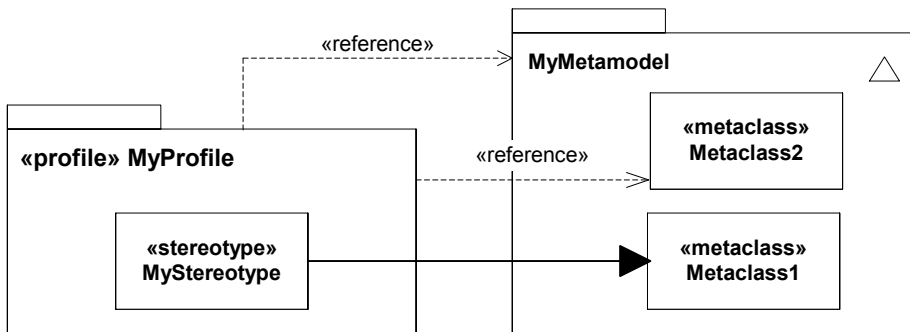 «reference»
MyMetamodel
«profile» MyProfile
«reference»
«metaclass»
Metaclass2
«stereotype»
MyStereotype
«metaclass»
Metaclass1